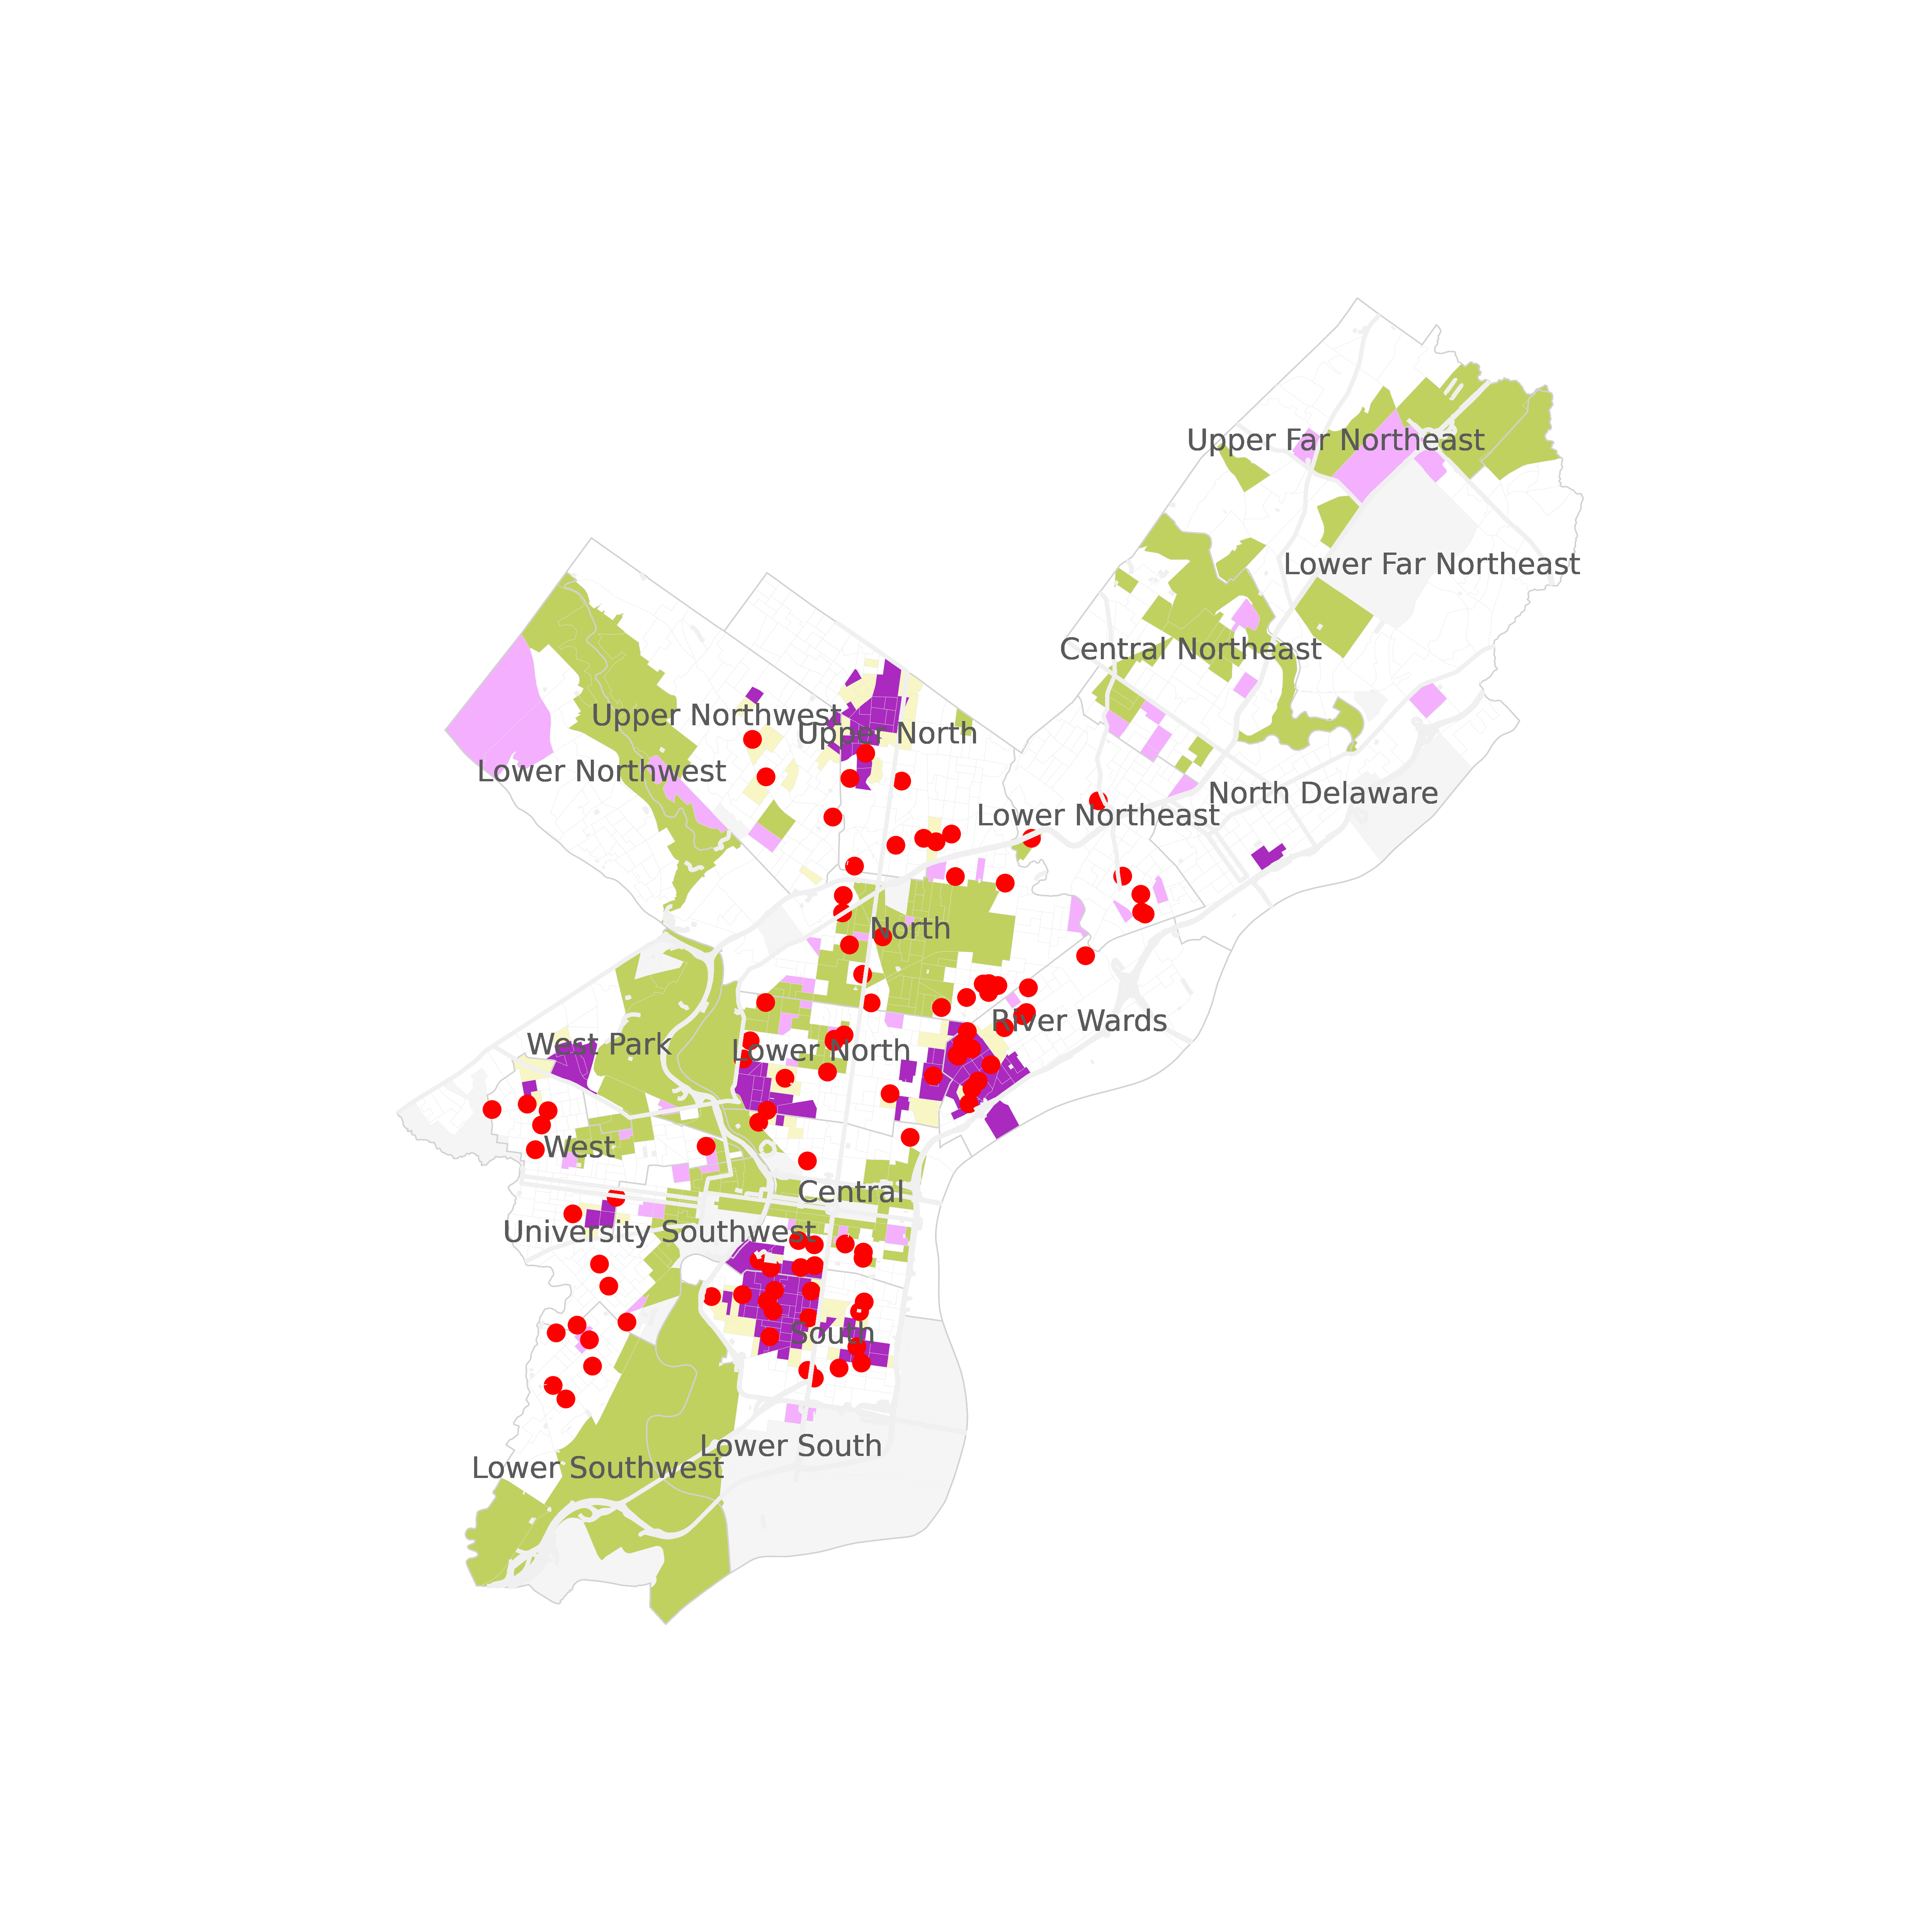 Upper Far Northeast
Lower Far Northeast
Central Northeast
Upper Northwest
Upper North
Lower Northwest
North Delaware
Lower Northeast
North
River Wards
West Park
Lower North
West
Central
University Southwest
South
Lower South
Lower Southwest